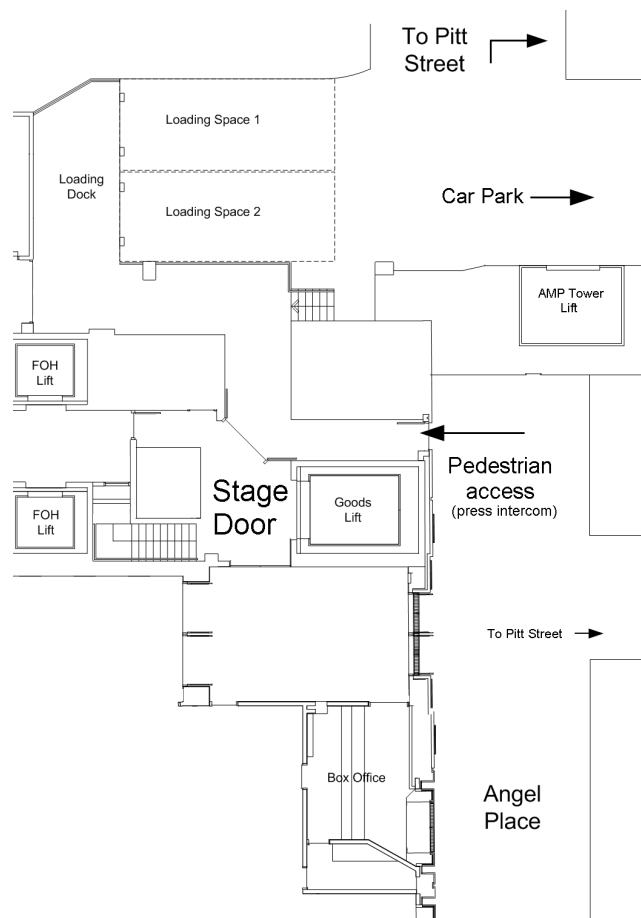 To Pitt
Street
Loading Space 1
Loading
Dock
Car Park
Loading Space 2
AMP Tower
Lift
FOH
Lift
Pedestrian
access
(press intercom)
Stage
Door
Goods
Lift
FOH
Lift
To Pitt Street
Box Office
Angel
Place